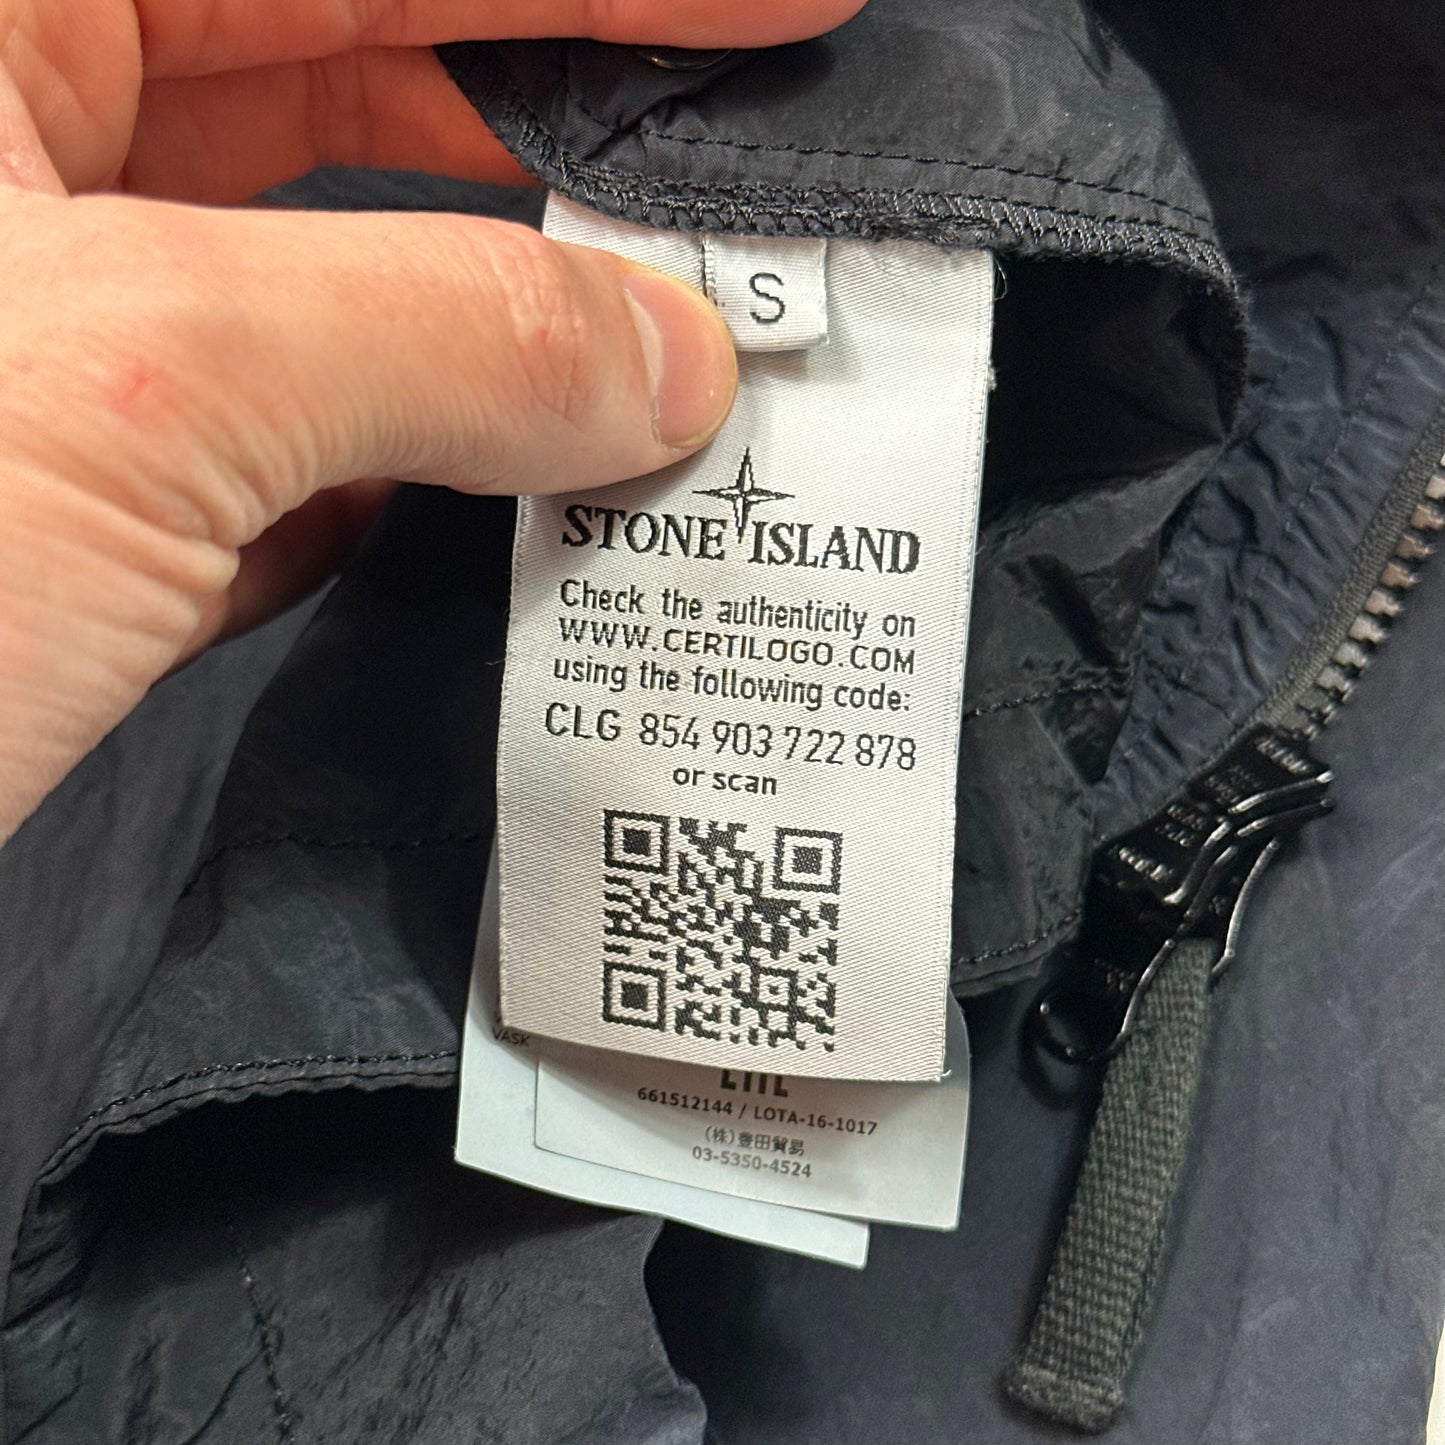 S
STONE ISLAND
Check the authenticity on
WWW.CERTILOGO.COM
using the following code:
CLG 854 903 722 878
or scan
661512144 / LOTA-16-1017
(株)豊田貿易
03-5350-4524